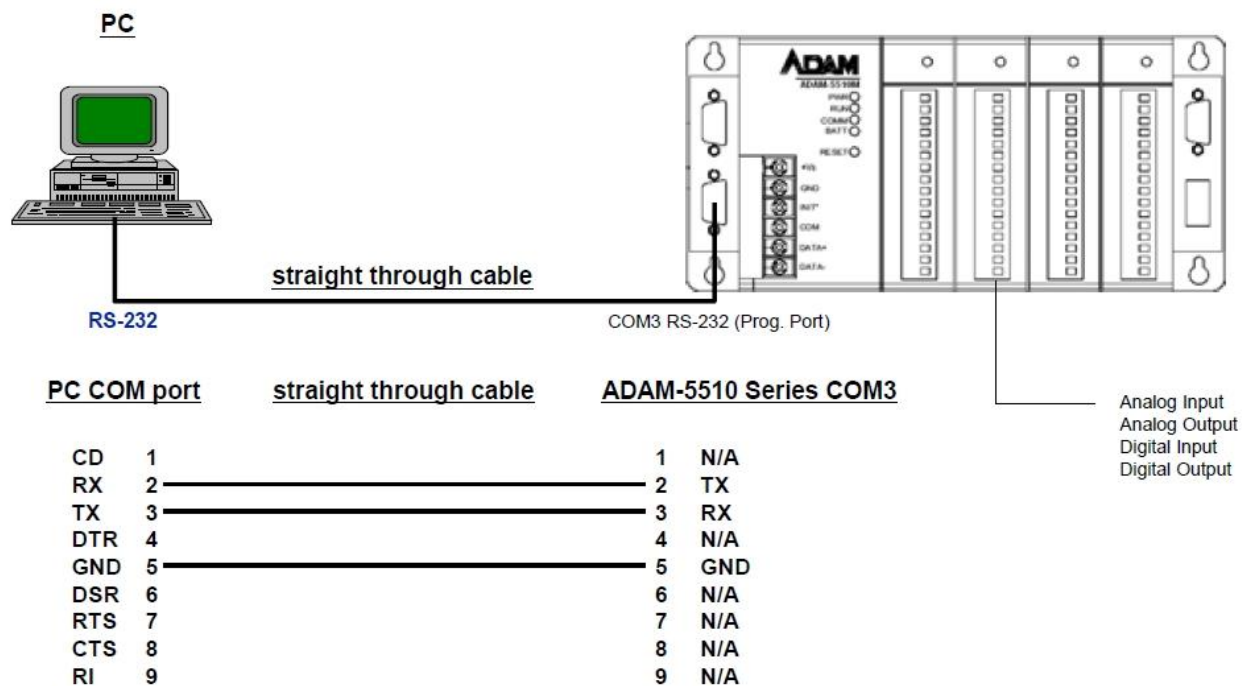 PC
ADAM
ADAM-5510M
PWR
RUN
COMM
BATT
RESET
+Vs
GND
INIT*
COM
DATA+
DATA-
straight through cable
RS-232
COM3 RS-232 (Prog. Port)
Analog Input
Analog Output
Digital Input
Digital Output
PC COM port straight through cable ADAM-5510 Series COM3
CD 1 1 N/A
RX 2 2 TX
TX 3 3 RX
DTR 4 4 N/A
GND 5 5 GND
DSR 6 6 N/A
RTS 7 7 N/A
CTS 8 8 N/A
RI 9 9 N/A